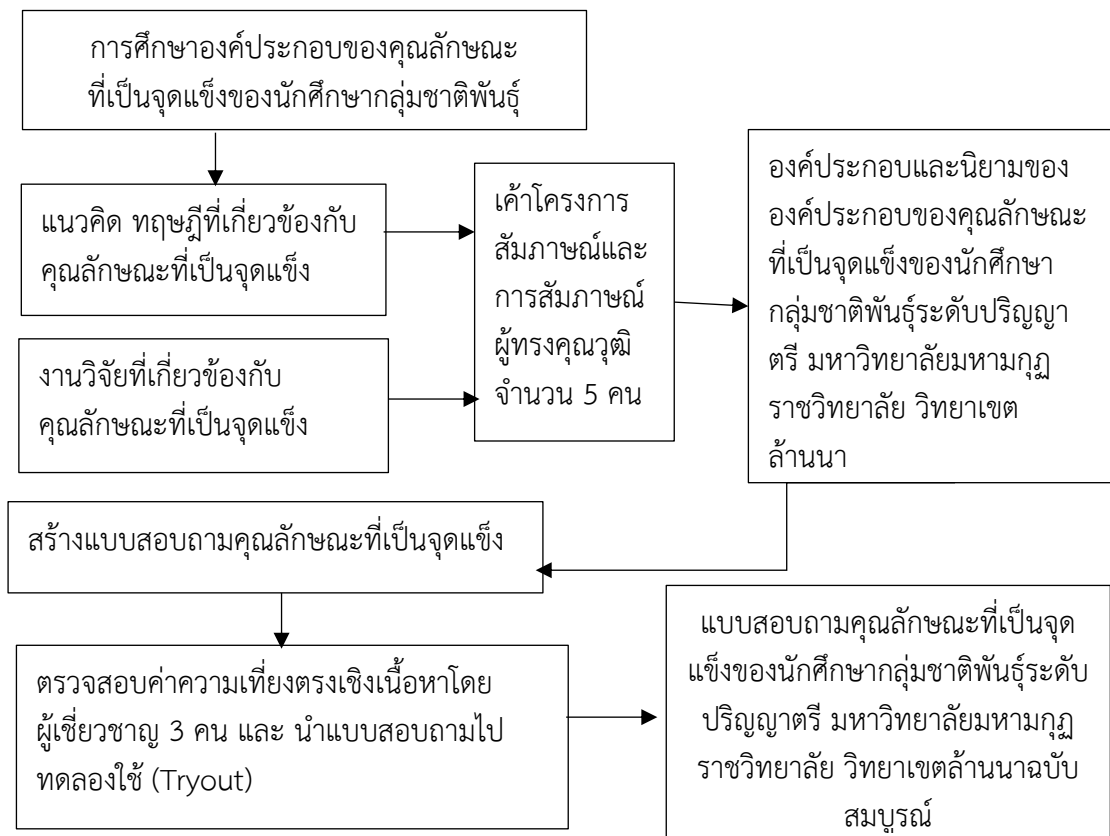 การศึกษาองค์ประกอบของคุณลักษณะ
ที่เป็นจุดแข็งของนักศึกษากลุ่มชาติพันธุ์
แนวคิด ทฤษฎีที่เกี่ยวข้องกับ
คุณลักษณะที่เป็นจุดแข็ง
งานวิจัยที่เกี่ยวข้องกับ
คุณลักษณะที่เป็นจุดแข็ง
เค้าโครงการ
สัมภาษณ์และ
การสัมภาษณ์
ผู้ทรงคุณวุฒิ
จำนวน 5 คน
องค์ประกอบและนิยามของ
องค์ประกอบของคุณลักษณะ
ที่เป็นจุดแข็งของนักศึกษา
กลุ่มชาติพันธุ์ระดับปริญญา
ตรี มหาวิทยาลัยมหามกุฏ
ราชวิทยาลัย วิทยาเขต
ล้านนา
สร้างแบบสอบถามคุณลักษณะที่เป็นจุดแข็ง
ตรวจสอบค่าความเที่ยงตรงเชิงเนื้อหาโดย
ผู้เชี่ยวชาญ 3 คน และ นำแบบสอบถามไป
ทดลองใช้ (Tryout)
แบบสอบถามคุณลักษณะที่เป็นจุด
แข็งของนักศึกษากลุ่มชาติพันธุ์ระดับ
ปริญญาตรี มหาวิทยาลัยมหามกุฏ
ราชวิทยาลัย วิทยาเขตล้านนาฉบับ
สมบูรณ์